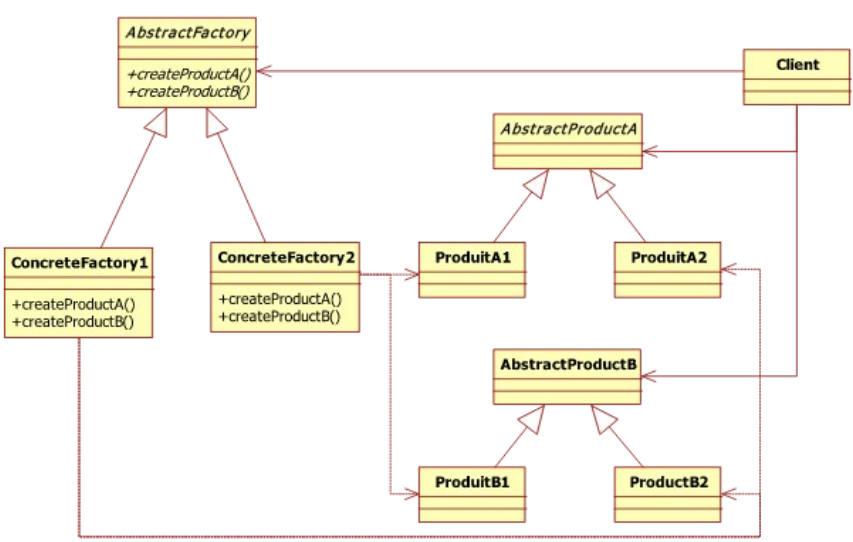 AbstractFactory
+createProductA()
+createProductB()
Client
AbstractProductA
ConcreteFactory1
+createProductA()
+createProductB()
ConcreteFactory2
+createProductA()
+createProductB()
ProduitA1
ProduitA2
AbstractProductB
ProduitB1
ProductB2